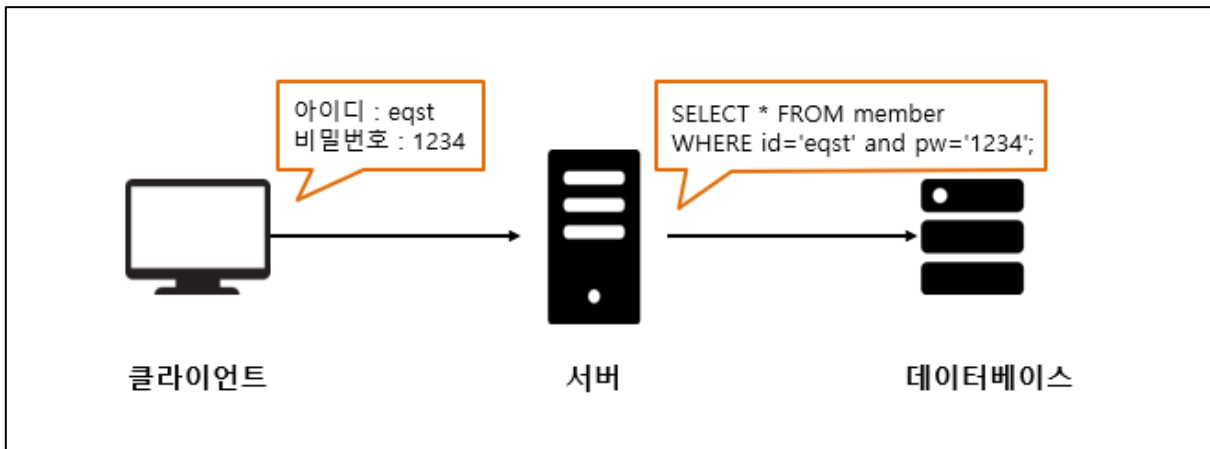 아이디 : eqst
비밀번호 : 1234
SELECT * FROM member
WHERE id='eqst' and pw='1234';
클라이언트
서버
데이터베이스